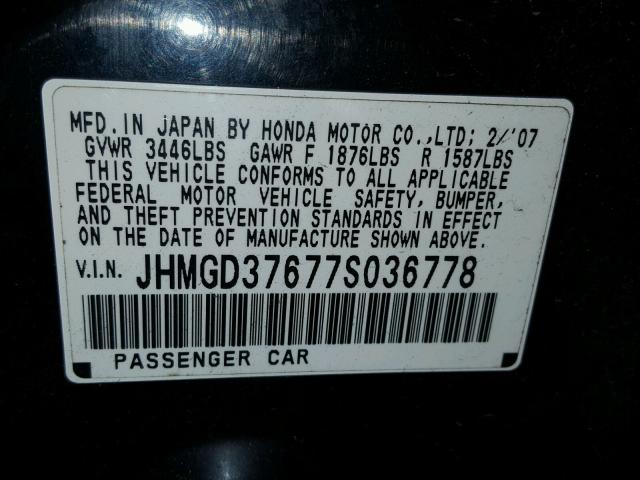 MFD. IN JAPAN BY HONDA MOTOR CO.,LTD; 2/'07
GVWR 3446LBS GAWR F 1876LBS R 1587LBS
THIS VEHICLE CONFORMS TO ALL APPLICABLE
FEDERAL MOTOR VEHICLE SAFETY, BUMPER,
AND THEFT PREVENTION STANDARDS IN EFFECT
ON THE DATE OF MANUFACTURE SHOWN ABOVE.
V.I.N. JHMGD37677S036778
PASSENGER CAR